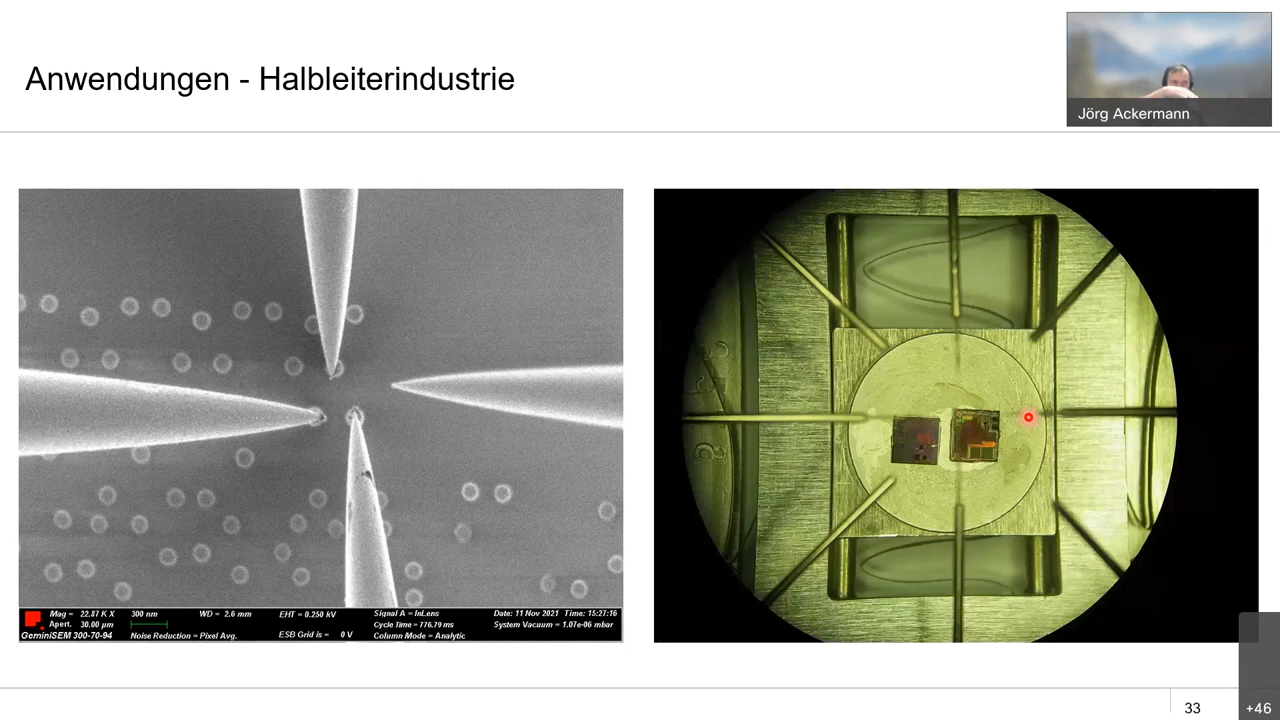 Anwendungen - Halbleiterindustrie
Jörg Ackermann
Mag = 22.87 K X
300 nm
WD = 2.6 mm
EHT = 0.250 kV
Signal A = InLens
Date: 11 Nov 2021 Time: 15:27:16
Apert. 30.00 µm
Cycle Time = 776.79 ms
System Vacuum = 1.07e-06 mbar
GeminiSEM 300-70-94
Noise Reduction = Pixel Avg.
ESB Grid is = 0 V
Column Mode = Analytic
33
+46